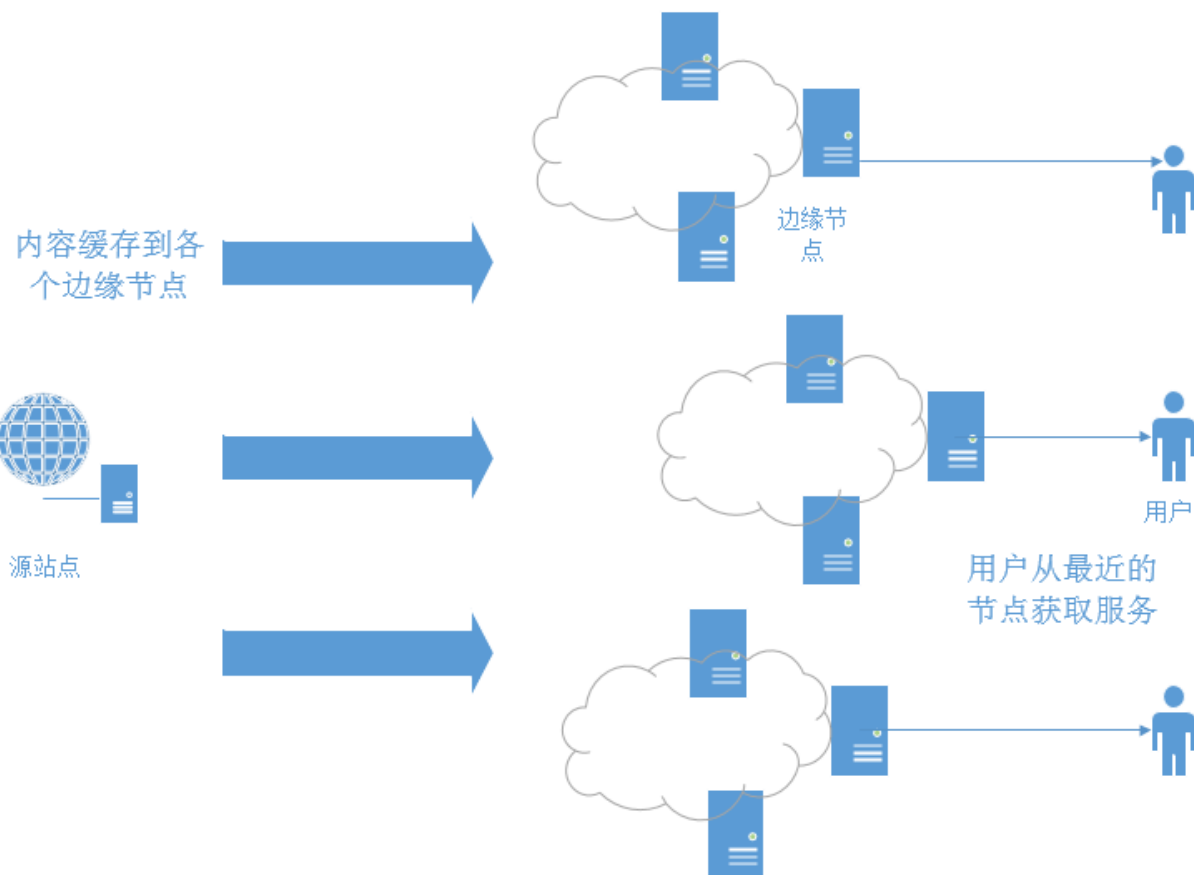 边缘节
点
内容缓存到各
个边缘节点
用户
源站点
用户从最近的
节点获取服务